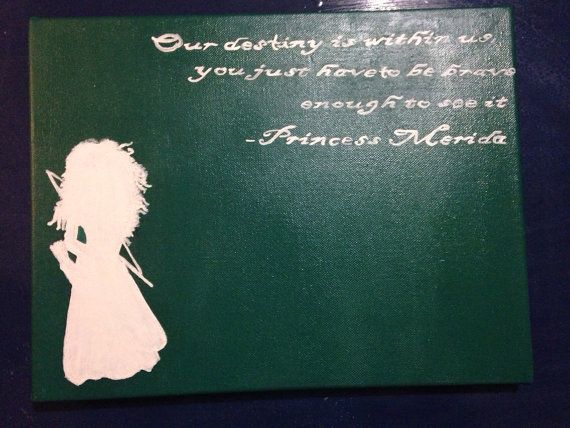 Our destiny is within us
you just have to be brave
enough to see it
-Princess Merida